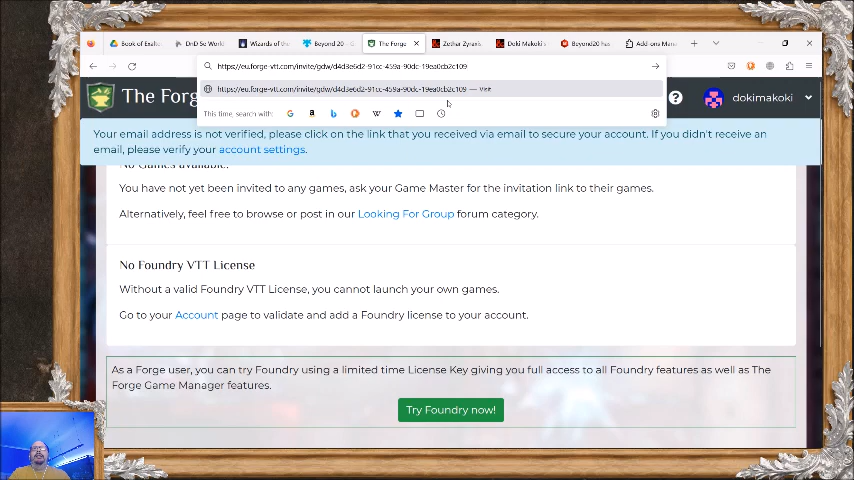 Book of Exalte
DnD 5e World
Wizards of the
Beyond 20 – E
The Forge
Zethar Zyraxis
Doki Makoki
Beyond20 has
Add-ons Mana
https://eu.forge-vtt.com/invite/gdw/d4d3e6d2-91cc-459a-90dc-19ea0cb2c109
https://eu.forge-vtt.com/invite/gdw/d4d3e6d2-91cc-459a-90dc-19ea0cb2c109 — Visit
This time, search with:
The Forg
dokimakoki
Your email address is not verified, please click on the link that you received via email to secure your account. If you didn't receive an
email, please verify your account settings.
No Games available.
You have not yet been invited to any games, ask your Game Master for the invitation link to their games.
Alternatively, feel free to browse or post in our Looking For Group forum category.
No Foundry VTT License
Without a valid Foundry VTT License, you cannot launch your own games.
Go to your Account page to validate and add a Foundry license to your account.
As a Forge user, you can try Foundry using a limited time License Key giving you full access to all Foundry features as well as The
Forge Game Manager features.
Try Foundry now!